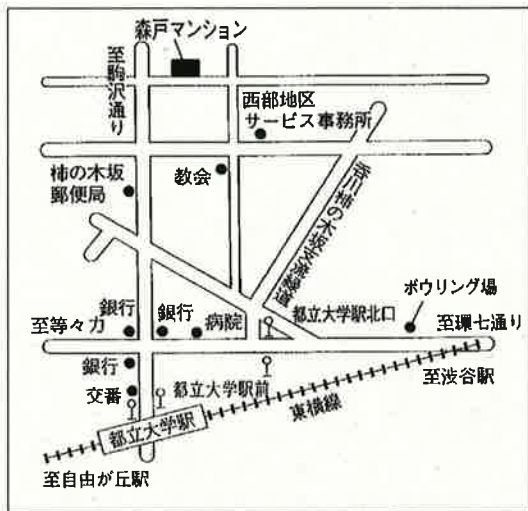 森戸マンション
至駒沢通り
西部地区
サービス事務所
柿の木坂
郵便局
教会
呑川柿の木坂支流緑道
ボウリング場
銀行
銀行
病院
都立大学駅北口
至等々力
至環七通り
銀行
至渋谷駅
交番
都立大学駅前
東横線
都立大学駅
至自由が丘駅